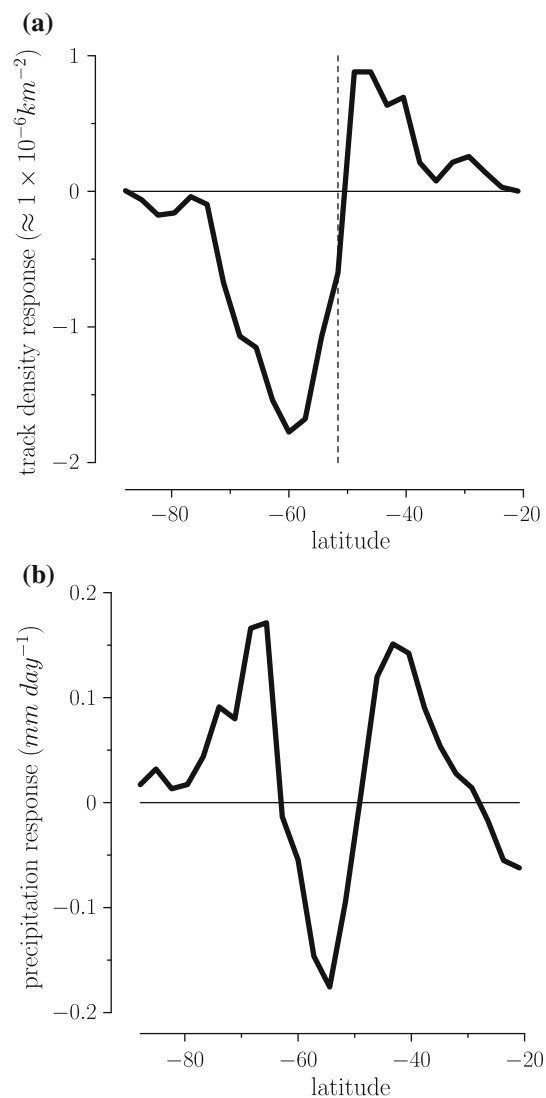 (a)
track density response (≈ 1 × 10⁻⁶km⁻²)
1
0
−1
−2
−80 −60 −40 −20
latitude
(b)
precipitation response (mm day⁻¹)
0.2
0.1
0
−0.1
−0.2
−80 −60 −40 −20
latitude